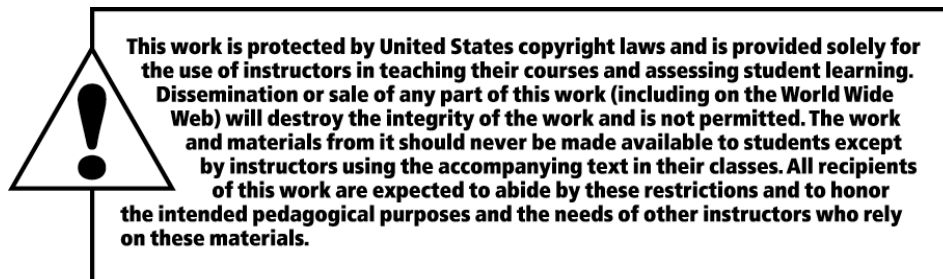 This work is protected by United States copyright laws and is provided solely for
the use of instructors in teaching their courses and assessing student learning.
Dissemination or sale of any part of this work (including on the World Wide
Web) will destroy the integrity of the work and is not permitted. The work
and materials from it should never be made available to students except
by instructors using the accompanying text in their classes. All recipients
of this work are expected to abide by these restrictions and to honor
the intended pedagogical purposes and the needs of other instructors who rely
on these materials.